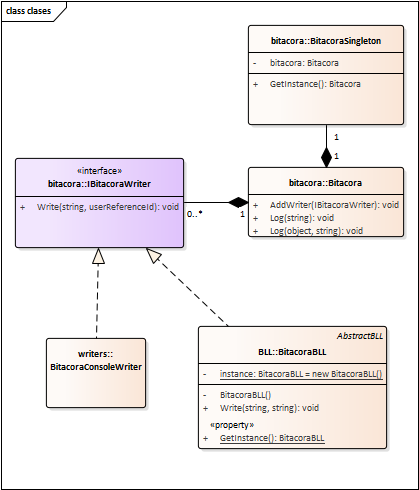 class clases
bitacora::BitacoraSingleton
- bitacora: Bitacora
+ GetInstance(): Bitacora
1
1
«interface»
bitacora::IBitacoraWriter
+ Write(string, userReferenceId): void
0..*
1
bitacora::Bitacora
+ AddWriter(IBitacoraWriter): void
+ Log(string): void
+ Log(object, string): void
writers::
BitacoraConsoleWriter
AbstractBLL
BLL::BitacoraBLL
- instance: BitacoraBLL = new BitacoraBLL()
- BitacoraBLL()
+ Write(string, string): void
«property»
+ GetInstance(): BitacoraBLL